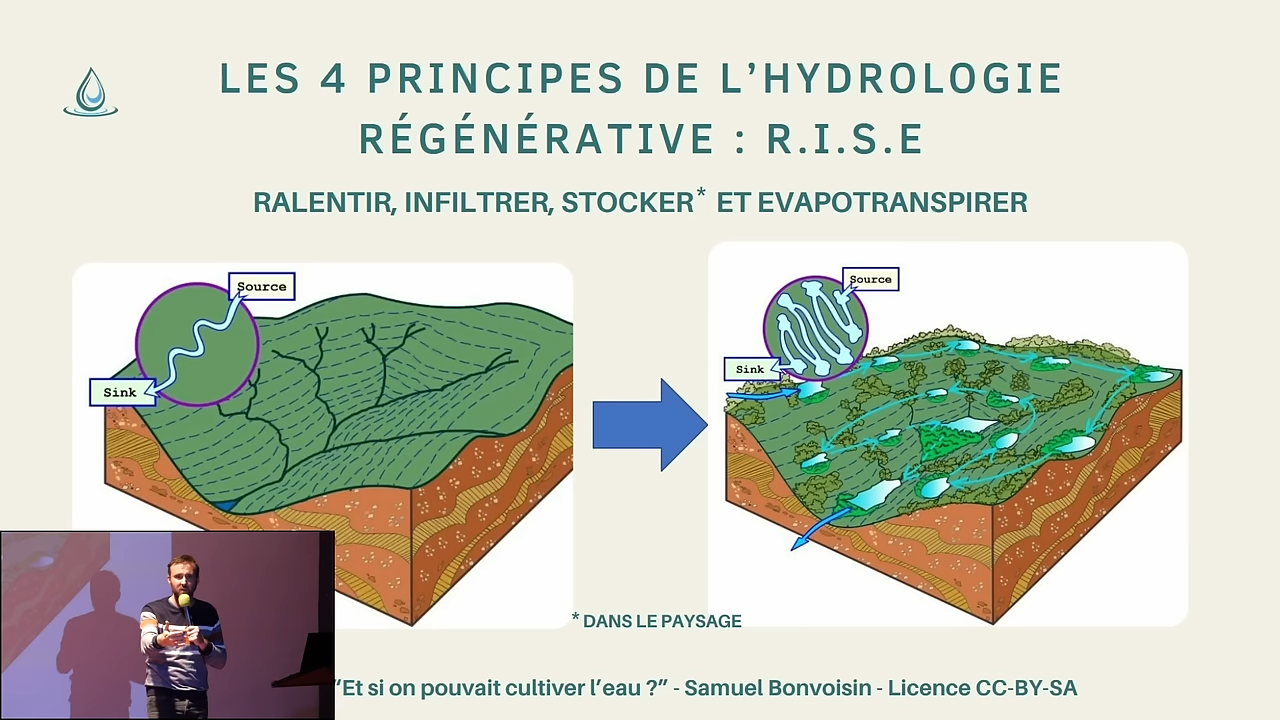 LES 4 PRINCIPES DE L'HYDROLOGIE
RÉGÉNÉRATIVE : R.I.S.E
RALENTIR, INFILTRER, STOCKER* ET EVAPOTRANSPIRER
Source
Sink
Source
Sink
* DANS LE PAYSAGE
“Et si on pouvait cultiver l’eau ?” - Samuel Bonvoisin - Licence CC-BY-SA